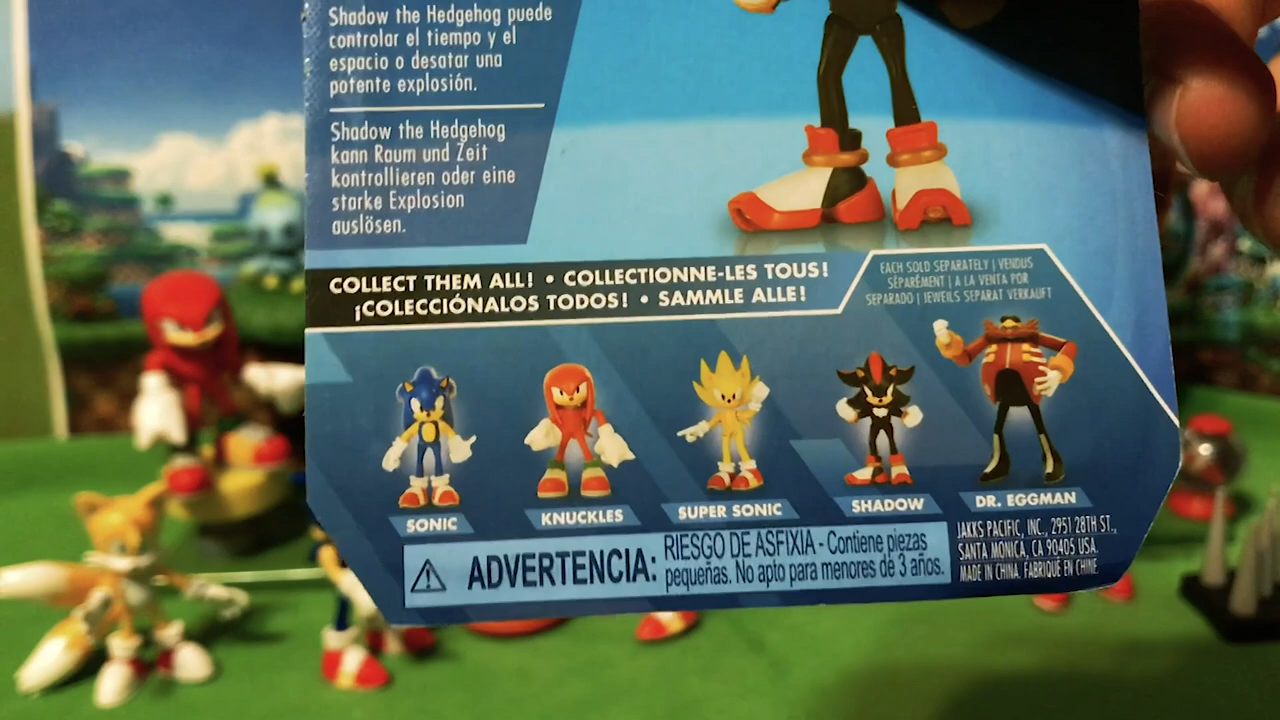 Shadow the Hedgehog puede
controlar el tiempo y el
espacio o desatar una
potente explosión.
Shadow the Hedgehog
kann Raum und Zeit
kontrollieren oder eine
starke Explosion
auslösen.
COLLECT THEM ALL! • COLLECTIONNE-LES TOUS!
¡COLECCIÓNALOS TODOS! • SAMMLE ALLE!
EACH SOLD SEPARATELY | VENDUS
SÉPARÉMENT | A LA VENTA POR
SEPARADO | JEWEILS SEPARAT VERKAUFT
SONIC
KNUCKLES
SUPER SONIC
SHADOW
DR. EGGMAN
ADVERTENCIA:
RIESGO DE ASFIXIA - Contiene piezas
pequeñas. No apto para menores de 3 años.
JAKKS PACIFIC, INC., 2951 28TH ST.,
SANTA MONICA, CA 90405 USA.
MADE IN CHINA. FABRIQUÉ EN CHINE.